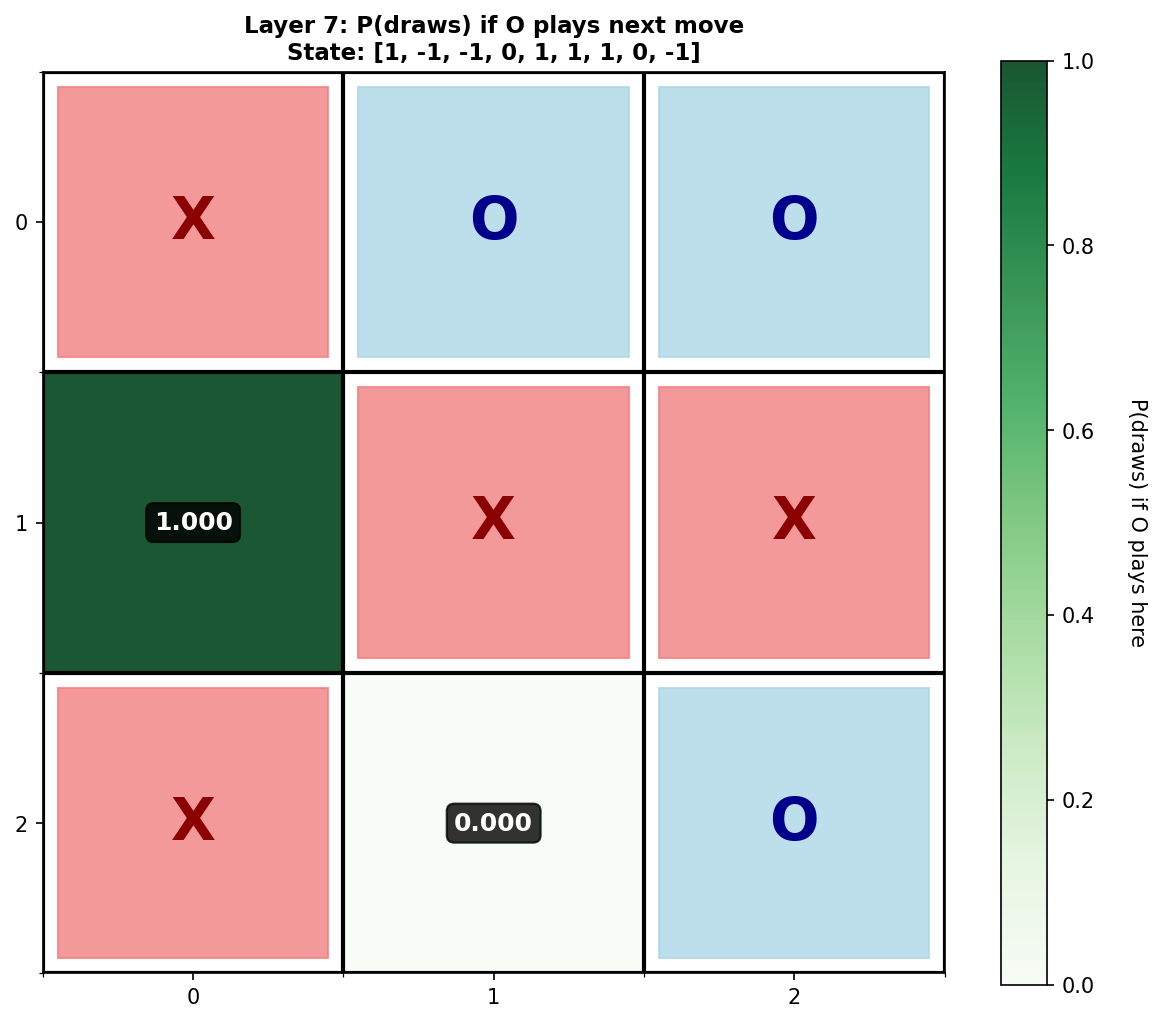 Layer 7: P(draws) if O plays next move
State: [1, -1, -1, 0, 1, 1, 1, 0, -1]
X
O
O
1.000
X
X
X
0.000
O
0
1
2
0
1
2
1.0
0.8
0.6
0.4
0.2
0.0
P(draws) if O plays here